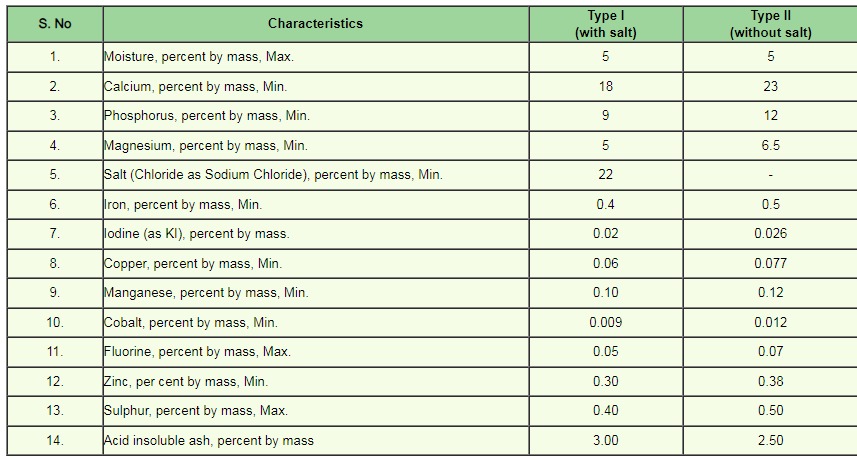 S. No Characteristics Type I (with salt) Type II (without salt)
1. Moisture, percent by mass, Max. 5 5
2. Calcium, percent by mass, Min. 18 23
3. Phosphorus, percent by mass, Min. 9 12
4. Magnesium, percent by mass, Min. 5 6.5
5. Salt (Chloride as Sodium Chloride), percent by mass, Min. 22 -
6. Iron, percent by mass, Min. 0.4 0.5
7. Iodine (as KI), percent by mass. 0.02 0.026
8. Copper, percent by mass, Min. 0.06 0.077
9. Manganese, percent by mass, Min. 0.10 0.12
10. Cobalt, percent by mass, Min. 0.009 0.012
11. Fluorine, percent by mass, Max. 0.05 0.07
12. Zinc, per cent by mass, Min. 0.30 0.38
13. Sulphur, percent by mass, Max. 0.40 0.50
14. Acid insoluble ash, percent by mass 3.00 2.50